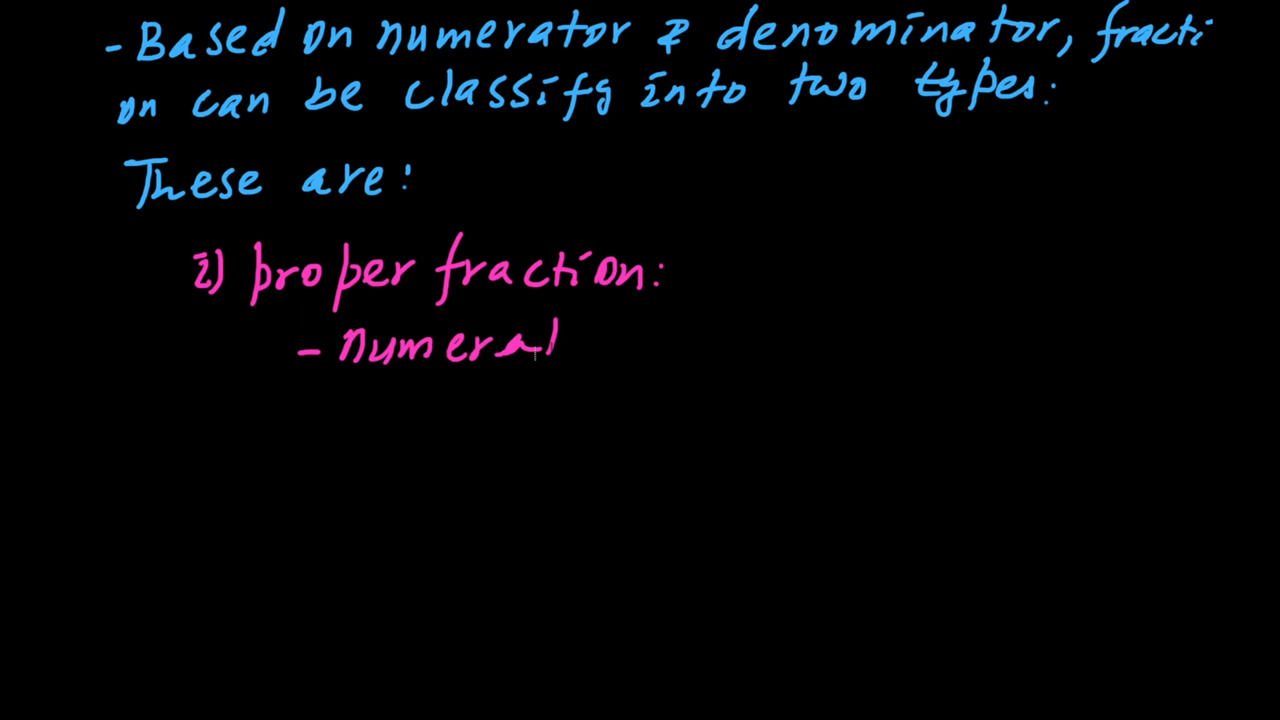 - Based on numerator & denominator, fracti
on can be classify into two types:
These are:
i) proper fraction:
- numeral